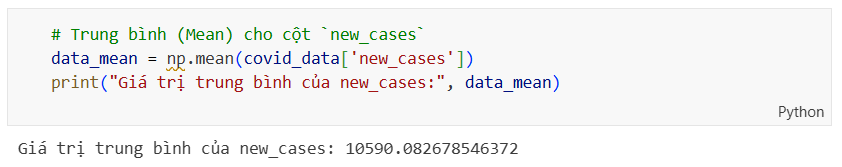 # Trung bình (Mean) cho cột `new_cases`
data_mean = np.mean(covid_data['new_cases'])
print("Giá trị trung bình của new_cases:", data_mean)
Python
Giá trị trung bình của new_cases: 10590.082678546372